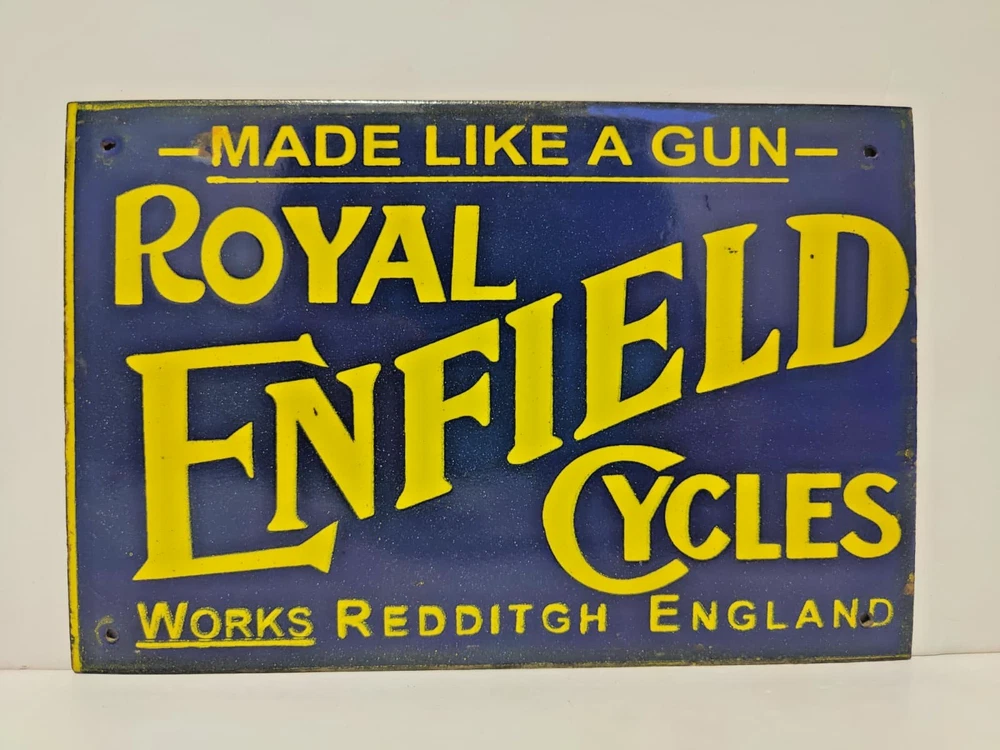 —MADE LIKE A GUN—
ROYAL
ENFIELD
CYCLES
WORKS REDDITGH ENGLAND